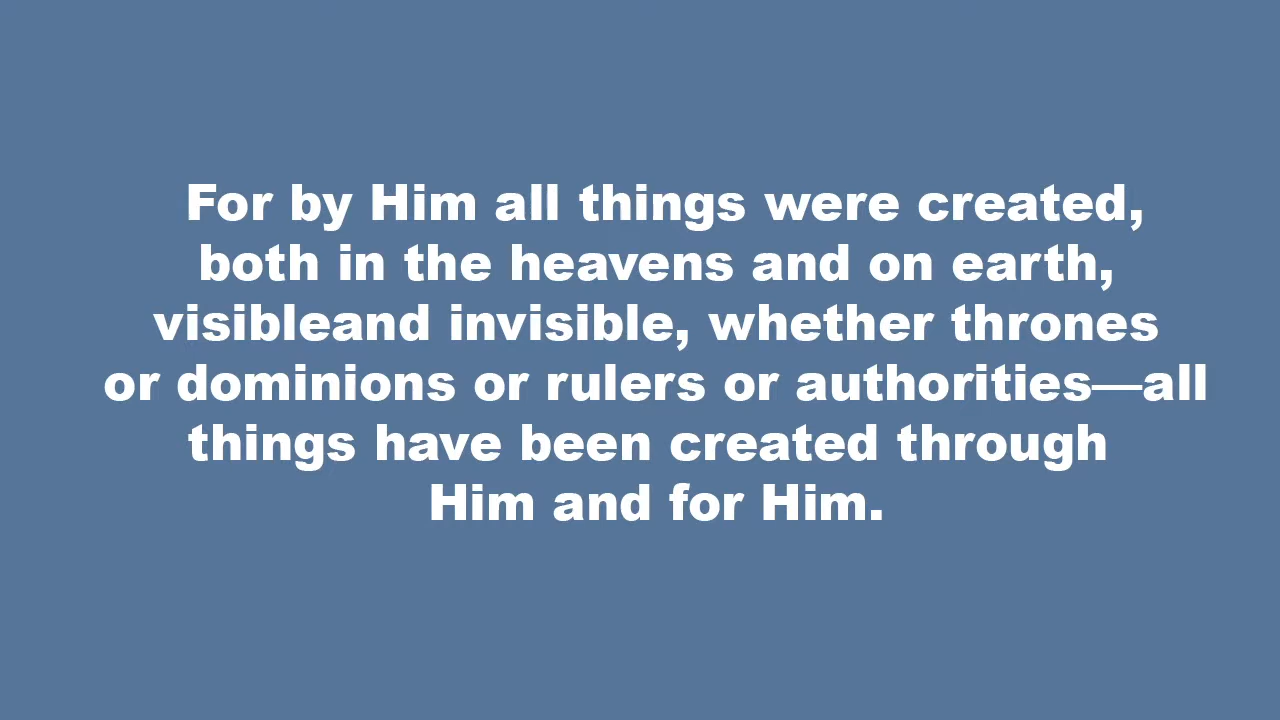 For by Him all things were created,
both in the heavens and on earth,
visibleand invisible, whether thrones
or dominions or rulers or authorities—all
things have been created through
Him and for Him.